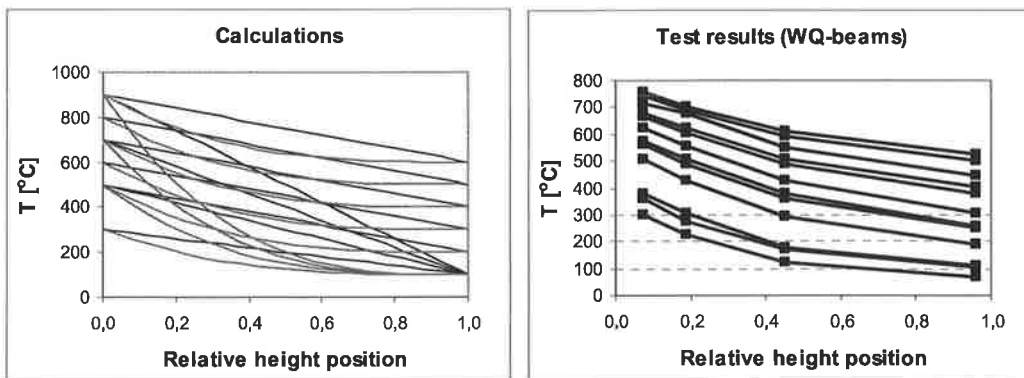 Calculations
T [°C]
1000
800
600
400
200
0
0,0 0,2 0,4 0,6 0,8 1,0
Relative height position
Test results (WQ-beams)
T [°C]
800
700
600
500
400
300
200
100
0
0,0 0,2 0,4 0,6 0,8 1,0
Relative height position